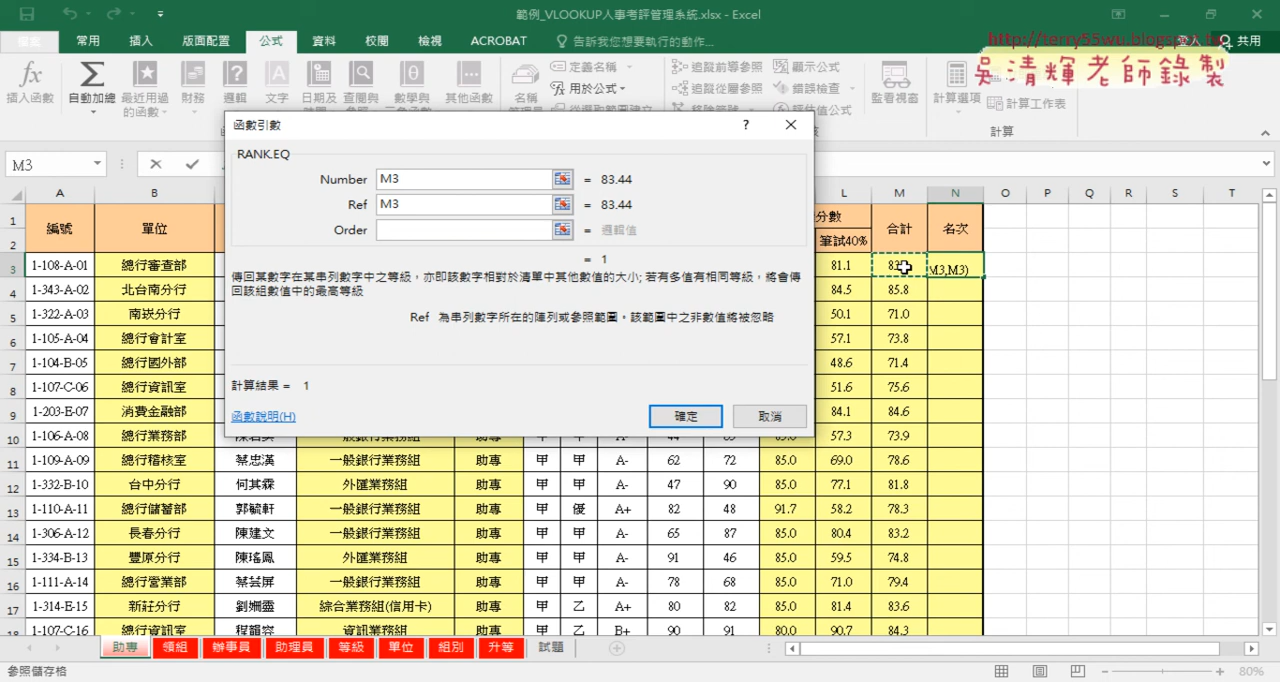 範例_VLOOKUP人事考評管理系統.xlsx - Excel
常用 插入 版面配置 公式 資料 校閱 檢視 ACROBAT 告訴我您想要執行的動作... 登入 共用
http://terry55wu.blogspot.tw
吳清輝老師錄製
插入函數 自動加總 最近用過的函數 財務 邏輯 文字 日期及 查閱與 數學與 其他函數 名稱 定義名稱 用於公式 追蹤前導參照 追蹤從屬參照 顯示公式 錯誤檢查 評估值公式 監看視窗 計算選項 計算工作表
計算
M3
函數引數
RANK.EQ
Number M3 = 83.44
Ref M3 = 83.44
Order = 邏輯值
= 1
傳回某數字在某串列數字中之等級，亦即該數字相對於清單中其他數值的大小; 若有多值有相同等級，將會傳
回該組數值中的最高等級
Ref 為串列數字所在的陣列或參照範圍。該範圍中之非數值將被忽略
計算結果 = 1
函數說明(H) 確定 取消
A B L M N O P Q R S T
1 編號 單位 分數 合計 名次
2 筆試40%
3 1-108-A-01 總行審查部 81.1 M3,M3)
4 1-343-A-02 北台南分行 84.5 85.8
5 1-322-A-03 南崁分行 50.1 71.0
6 1-105-A-04 總行會計室 57.1 73.8
7 1-104-B-05 總行國外部 48.6 71.4
8 1-107-C-06 總行資訊室 51.6 75.6
9 1-203-E-07 消費金融部 84.1 84.6
10 1-106-A-08 總行業務部 57.3 73.9
11 1-109-A-09 總行稽核室 蔡忠漢 一般銀行業務組 助專 甲 甲 A- 62 72 85.0 69.0 78.6
12 1-332-B-10 台中分行 何其霖 外匯業務組 助專 甲 甲 A- 47 90 85.0 77.1 81.8
13 1-110-A-11 總行儲蓄部 郭毓軒 一般銀行業務組 助專 甲 優 A+ 82 48 91.7 58.2 78.3
14 1-306-A-12 長春分行 陳建文 一般銀行業務組 助專 甲 甲 A- 65 87 85.0 80.4 83.2
15 1-334-B-13 豐原分行 陳瑤鳳 外匯業務組 助專 甲 甲 A- 91 46 85.0 59.5 74.8
16 1-111-A-14 總行營業部 蔡芸屏 一般銀行業務組 助專 甲 甲 A- 78 68 85.0 71.0 79.4
17 1-314-E-15 新莊分行 劉姍靈 綜合業務組(信用卡) 助專 甲 乙 A+ 80 82 85.0 81.4 83.6
18 1-107-C-16 總行資訊室 程韻容 資訊業務組 助專 甲 乙 B+ 90 91 80.0 90.7 84.3
助專 領組 辦事員 助理員 等級 單位 組別 升等 試題
參照儲存格 80%